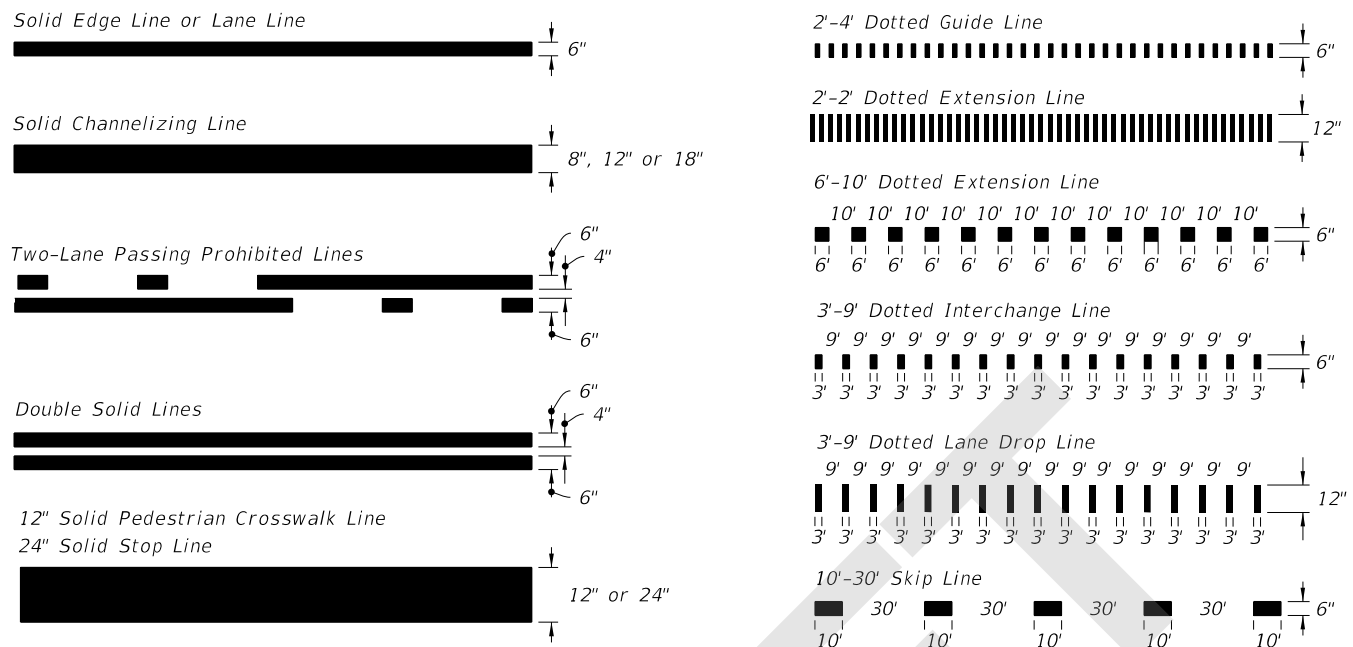 Solid Edge Line or Lane Line
6"
Solid Channelizing Line
8", 12" or 18"
Two-Lane Passing Prohibited Lines
6"
4"
6"
Double Solid Lines
6"
4"
6"
12" Solid Pedestrian Crosswalk Line
24" Solid Stop Line
12" or 24"
2'-4' Dotted Guide Line
6"
2'-2' Dotted Extension Line
12"
6'-10' Dotted Extension Line
10' 10' 10' 10' 10' 10' 10' 10' 10' 10' 10' 10'
6"
6' 6' 6' 6' 6' 6' 6' 6' 6' 6' 6' 6' 6'
3'-9' Dotted Interchange Line
9' 9' 9' 9' 9' 9' 9' 9' 9' 9' 9' 9' 9' 9' 9' 9'
6"
3' 3' 3' 3' 3' 3' 3' 3' 3' 3' 3' 3' 3' 3' 3' 3' 3'
3'-9' Dotted Lane Drop Line
9' 9' 9' 9' 9' 9' 9' 9' 9' 9' 9' 9' 9' 9' 9' 9'
12"
3' 3' 3' 3' 3' 3' 3' 3' 3' 3' 3' 3' 3' 3' 3' 3' 3'
10'-30' Skip Line
30' 30' 30' 30'
6"
10' 10' 10' 10' 10'